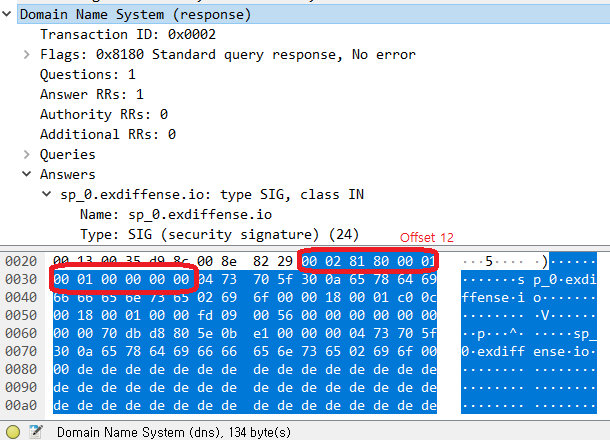 Domain Name System (response)
Transaction ID: 0x0002
Flags: 0x8180 Standard query response, No error
Questions: 1
Answer RRs: 1
Authority RRs: 0
Additional RRs: 0
Queries
Answers
sp_0.exdiffense.io: type SIG, class IN
Name: sp_0.exdiffense.io
Type: SIG (security signature) (24)
Offset 12
0020 00 13 00 35 d9 8c 00 8e 82 29 00 02 81 80 00 01 ···5·····)······
0030 00 01 00 00 00 00 04 73 70 5f 30 0a 65 78 64 69 ·······s p_0·exdi
0040 66 66 65 6e 73 65 02 69 6f 00 00 18 00 01 c0 0c ffense·i o·······
0050 00 18 00 01 00 00 fd 09 00 56 00 00 00 00 00 00 ········ ·V······
0060 00 00 70 db d8 80 5e 0b e1 00 00 00 04 73 70 5f ··p···^· ·····sp_
0070 30 0a 65 78 64 69 66 66 65 6e 73 65 02 69 6f 00 0·exdiff ense·io·
0080 00 de de de de de de de de de de de de de de de ········ ········
0090 de de de de de de de de de de de de de de de de ········ ········
00a0 de de de de de de de de de de de de de de de de ········ ········
Domain Name System (dns), 134 byte(s)